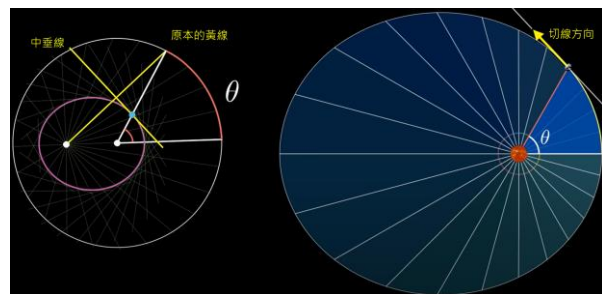 中垂線
原本的黃線
θ
切線方向
θ